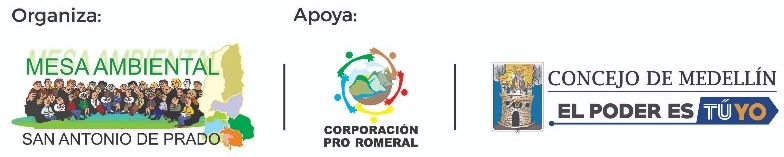 Organiza:
Apoya:
MESA AMBIENTAL
SAN ANTONIO DE PRADO
CORPORACIÓN
PRO ROMERAL
CONCEJO DE MEDELLÍN
EL PODER ES TÚYO